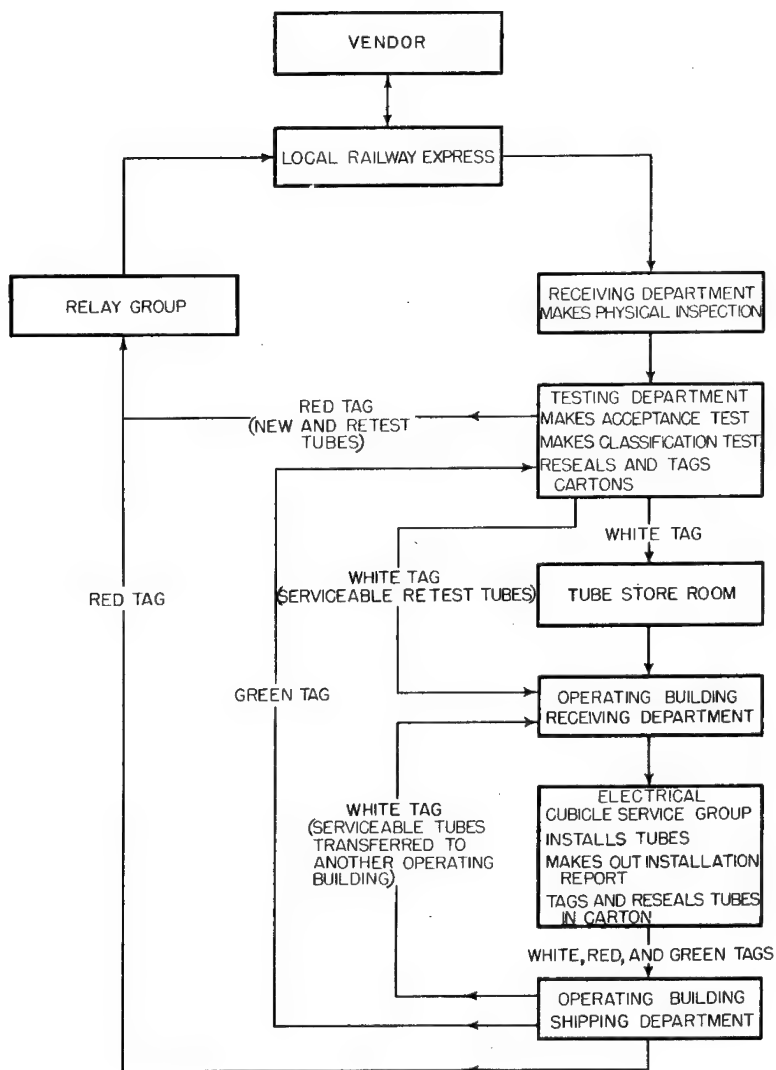 VENDOR
LOCAL RAILWAY EXPRESS
RELAY GROUP
RECEIVING DEPARTMENT
MAKES PHYSICAL INSPECTION
RED TAG
(NEW AND RETEST
TUBES)
TESTING DEPARTMENT
MAKES ACCEPTANCE TEST
MAKES CLASSIFICATION TEST
RESEALS AND TAGS
CARTONS
WHITE TAG
WHITE TAG
(SERVICEABLE RETEST TUBES)
TUBE STORE ROOM
RED TAG
GREEN TAG
OPERATING BUILDING
RECEIVING DEPARTMENT
WHITE TAG
(SERVICEABLE TUBES
TRANSFERRED TO
ANOTHER OPERATING
BUILDING)
ELECTRICAL
CUBICLE SERVICE GROUP
INSTALLS TUBES
MAKES OUT INSTALLATION
REPORT
TAGS AND RESEALS TUBES
IN CARTON
WHITE, RED, AND GREEN TAGS
OPERATING BUILDING
SHIPPING DEPARTMENT